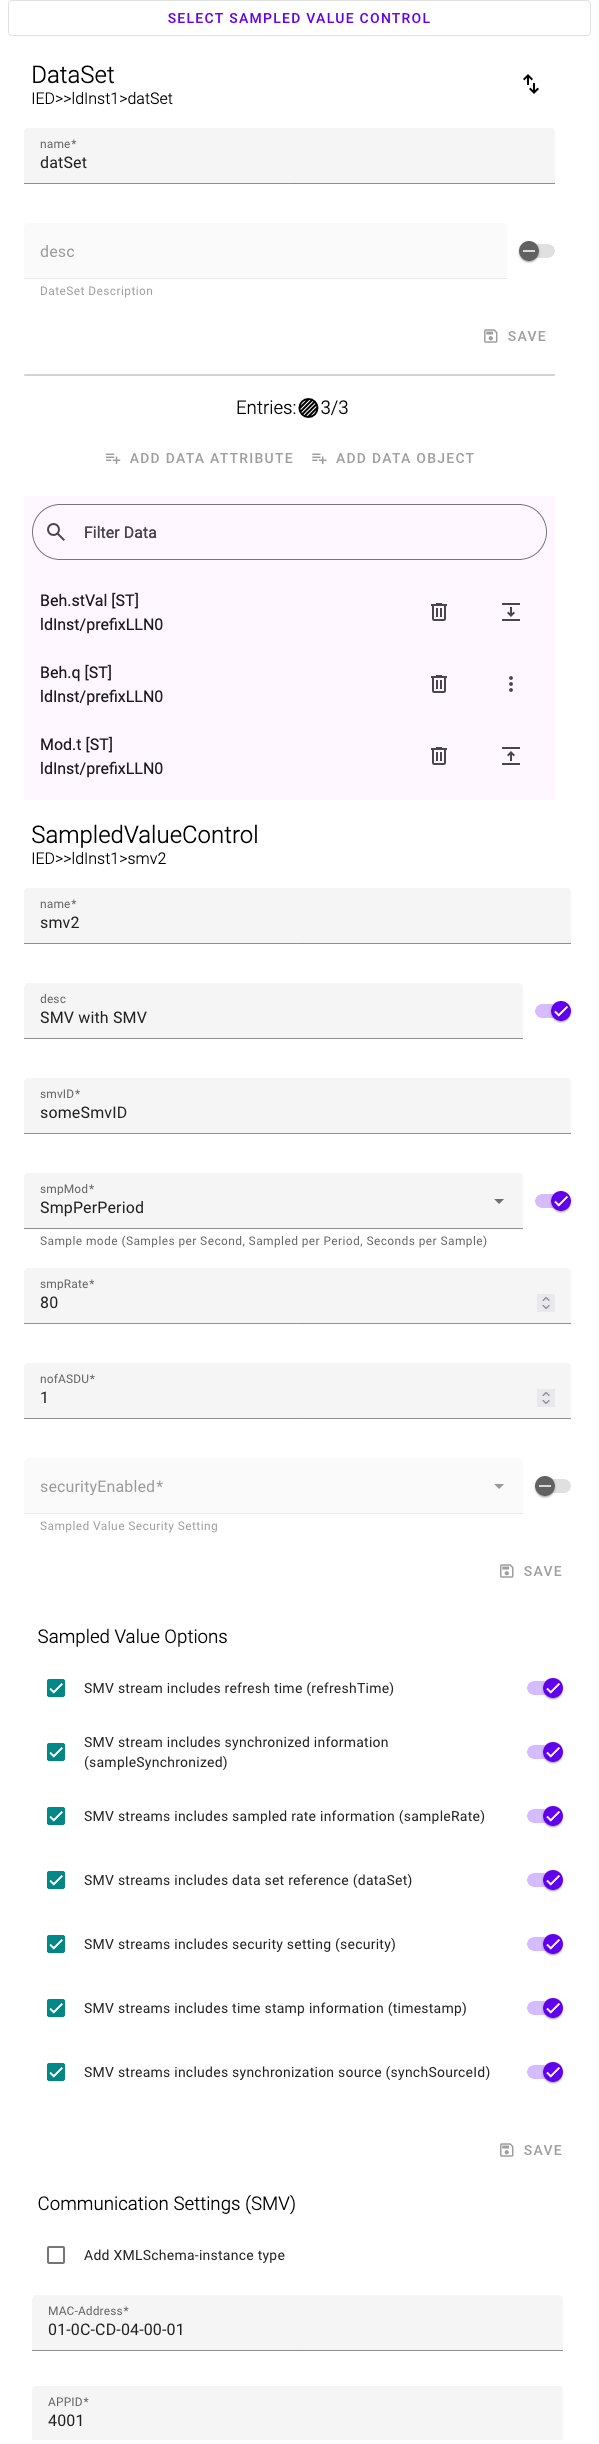 SELECT SAMPLED VALUE CONTROL
DataSet
IED>>ldInst1>datSet
name*
datSet
desc
DateSet Description
SAVE
Entries: 3/3
ADD DATA ATTRIBUTE ADD DATA OBJECT
Filter Data
Beh.stVal [ST]
ldInst/prefixLLN0
Beh.q [ST]
ldInst/prefixLLN0
Mod.t [ST]
ldInst/prefixLLN0
SampledValueControl
IED>>ldInst1>smv2
name*
smv2
desc
SMV with SMV
smvID*
someSmvID
smpMod*
SmpPerPeriod
Sample mode (Samples per Second, Sampled per Period, Seconds per Sample)
smpRate*
80
nofASDU*
1
securityEnabled*
Sampled Value Security Setting
SAVE
Sampled Value Options
SMV stream includes refresh time (refreshTime)
SMV stream includes synchronized information
(sampleSynchronized)
SMV streams includes sampled rate information (sampleRate)
SMV streams includes data set reference (dataSet)
SMV streams includes security setting (security)
SMV streams includes time stamp information (timestamp)
SMV streams includes synchronization source (synchSourceId)
SAVE
Communication Settings (SMV)
Add XMLSchema-instance type
MAC-Address*
01-0C-CD-04-00-01
APPID*
4001